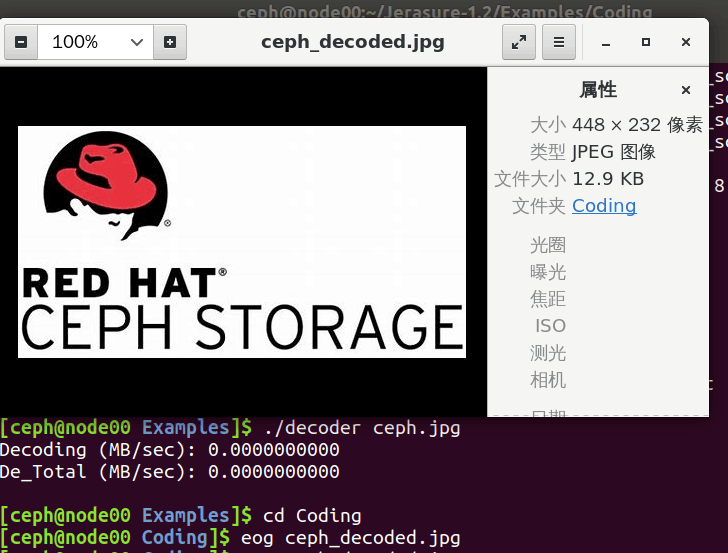 ceph@node00:~/Jerasure-1.2/Examples/Coding
100%
ceph_decoded.jpg
属性
大小 448 × 232 像素
类型 JPEG 图像
文件大小 12.9 KB
文件夹 Coding
光圈
曝光
焦距
ISO
测光
相机
RED HAT®
CEPH STORAGE
8
[ceph@node00 Examples]$ ./decoder ceph.jpg
Decoding (MB/sec): 0.0000000000
De_Total (MB/sec): 0.0000000000
[ceph@node00 Examples]$ cd Coding
[ceph@node00 Coding]$ eog ceph_decoded.jpg